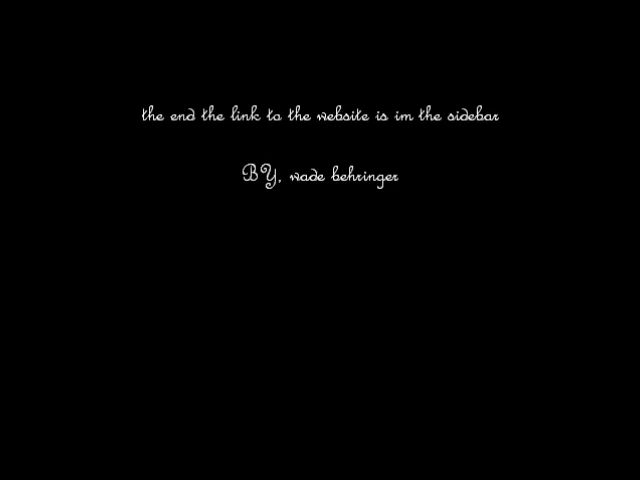 the end the link to the website is im the sidebar
BY, wade behringer